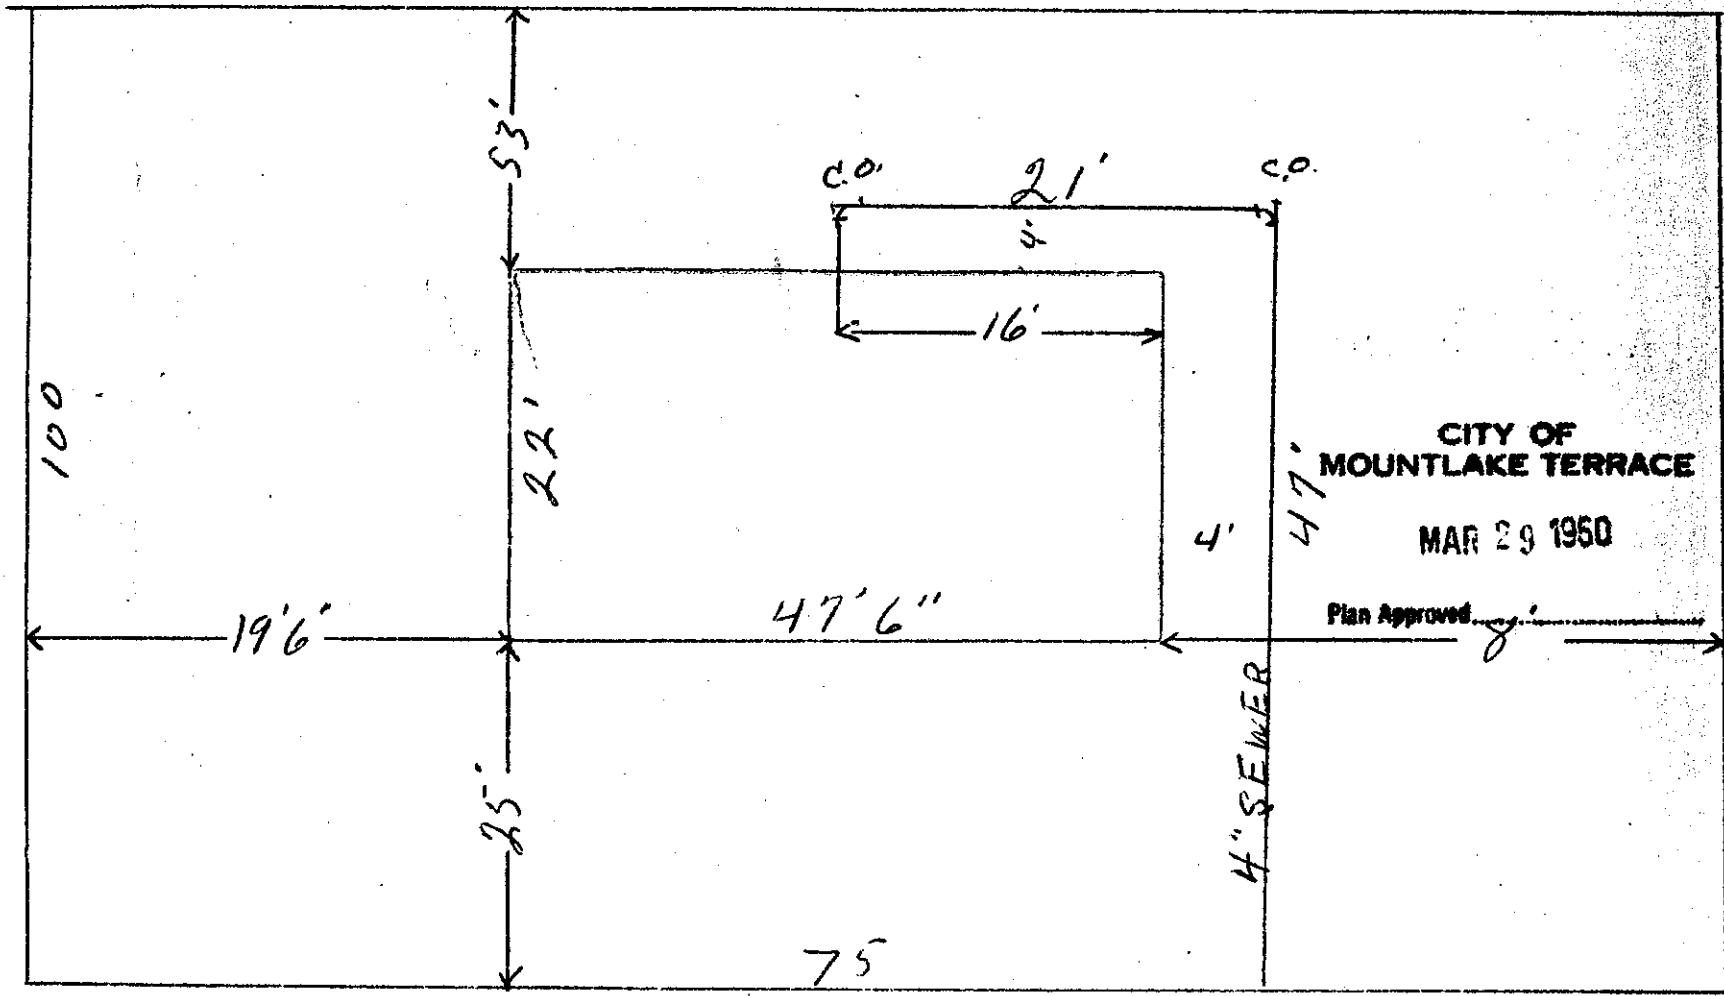 53'
C.O.
21'
C.O.
4'
16'
100
22'
CITY OF
MOUNTLAKE TERRACE
47'
4'
MAR 29 1960
Plan Approved
19'6"
47'6"
8'
4" SEWER
25'
75